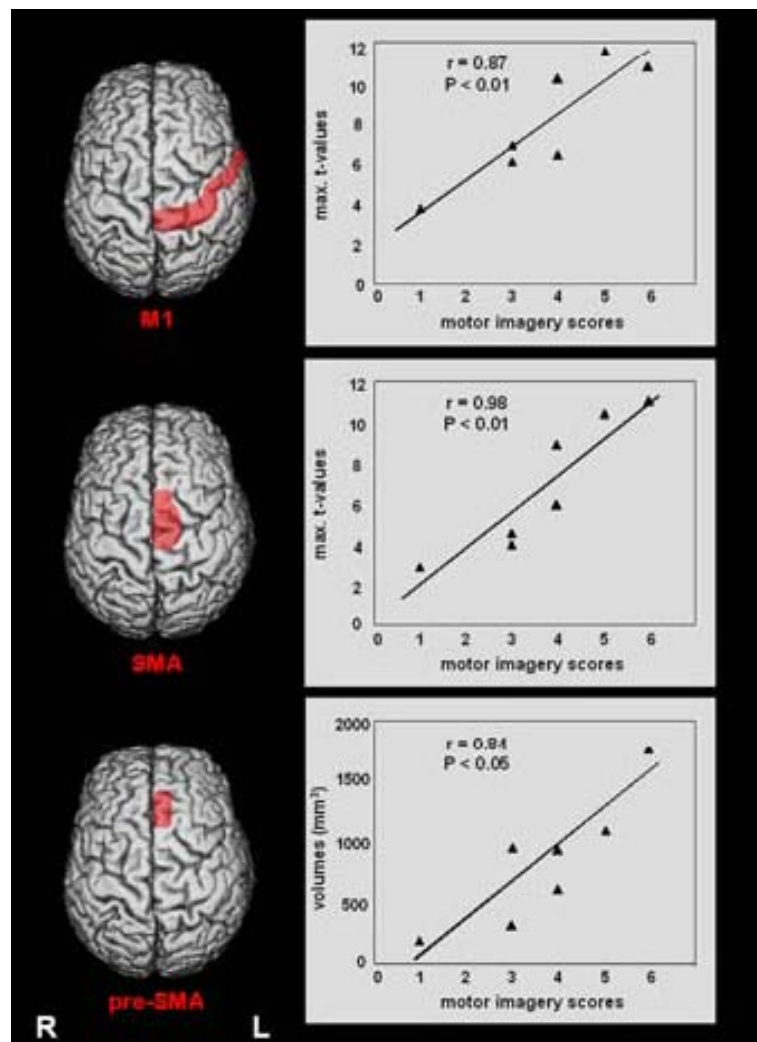 12
10
8
6
4
2
0
max. t-values
r = 0.87
P < 0.01
0 1 2 3 4 5 6
motor imagery scores
M1
12
10
8
6
4
2
0
max. t-values
r = 0.98
P < 0.01
0 1 2 3 4 5 6
motor imagery scores
SMA
2000
1500
1000
500
0
volumes (mm³)
r = 0.84
P < 0.05
0 1 2 3 4 5 6
motor imagery scores
pre-SMA
R L